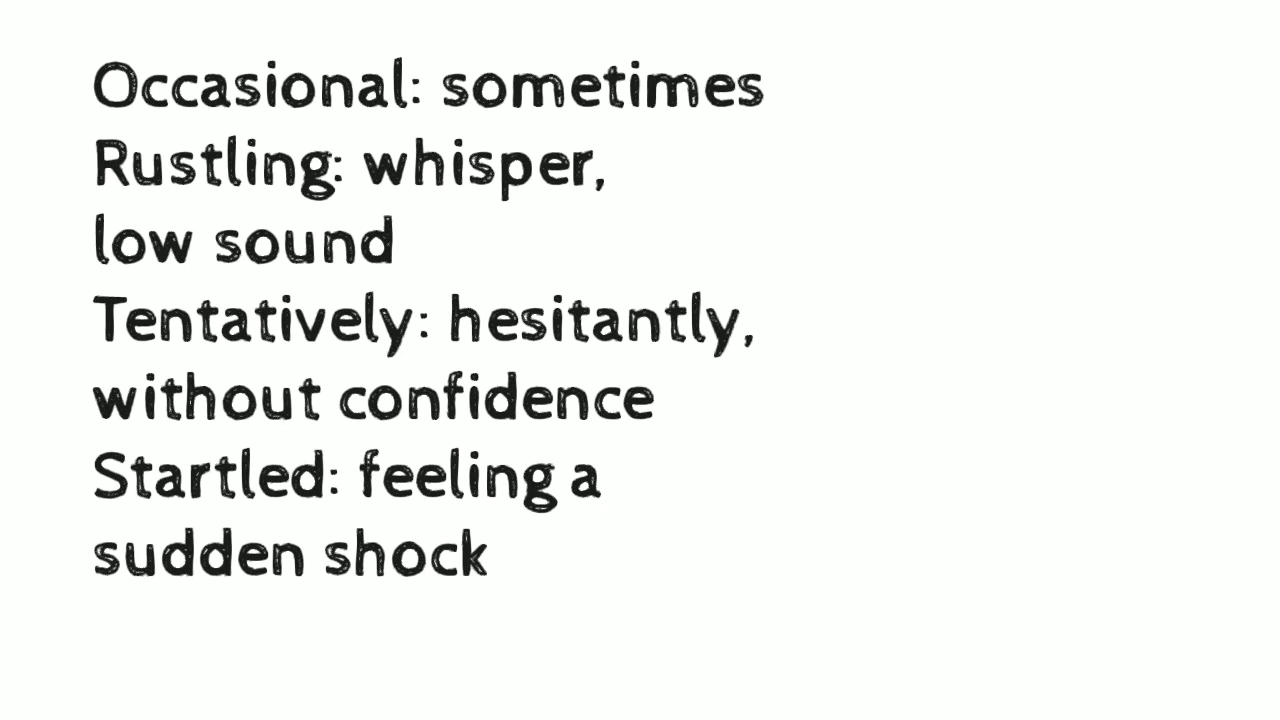 Occasional: sometimes
Rustling: whisper,
low sound
Tentatively: hesitantly,
without confidence
Startled: feeling a
sudden shock